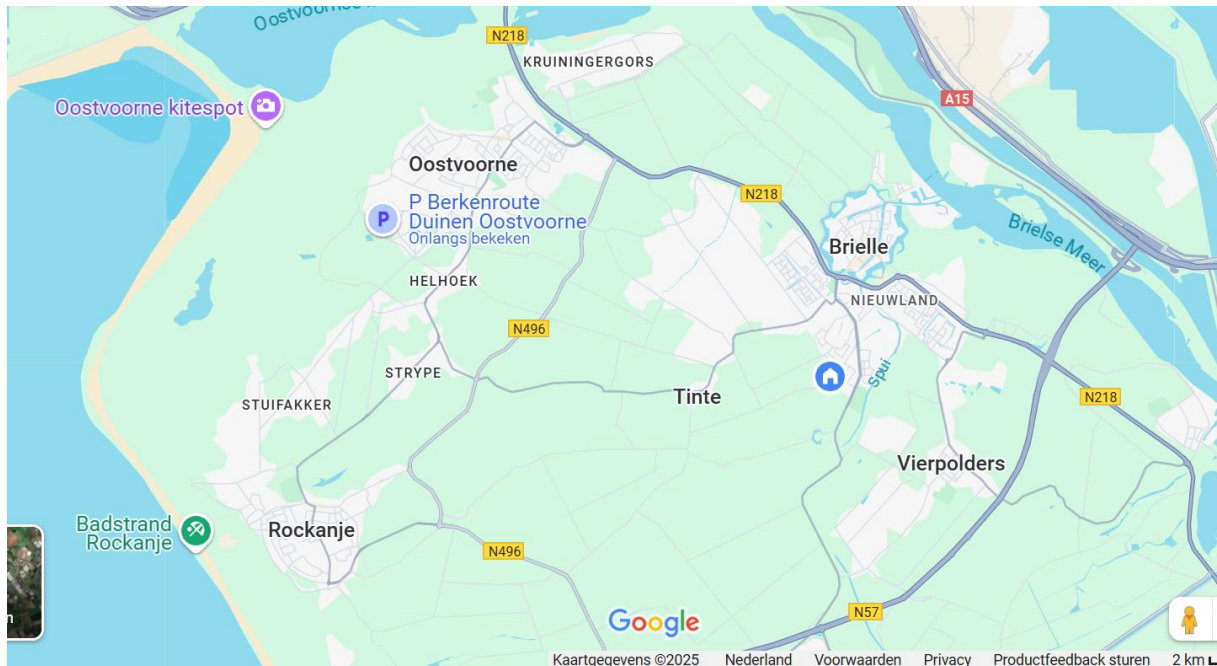 Oostvoorns
N218
KRUININGERGORS
A15
Oostvoorne kitespot
Oostvoorne
P
P Berkenroute
Duinen Oostvoorne
Onlangs bekeken
N218
Brielle
Brielse Meer
HELHOEK
NIEUWLAND
N496
STRYPE
Spui
Tinte
STUIFAKKER
N218
Vierpolders
Badstrand
Rockanje
Rockanje
N496
Google
N57
Kaartgegevens ©2025 Nederland Voorwaarden Privacy Productfeedback sturen 2 km